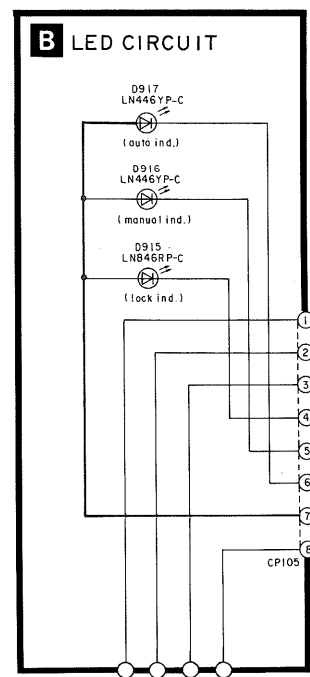 B LED CIRCUIT
D917
LN446YP-C
(auto ind.)
D916
LN446YP-C
(manual ind.)
D915
LN846RP-C
(lock ind.)
1
2
3
4
5
6
7
8
CP105